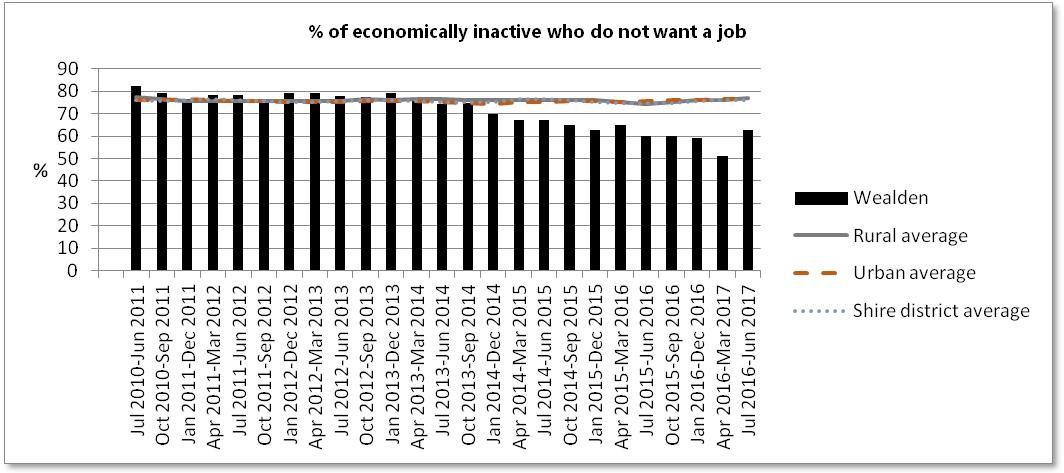 % of economically inactive who do not want a job
90
80
70
60
50
40
30
20
10
0
%
Jul 2010-Jun 2011
Oct 2010-Sep 2011
Jan 2011-Dec 2011
Apr 2011-Mar 2012
Jul 2011-Jun 2012
Oct 2011-Sep 2012
Jan 2012-Dec 2012
Apr 2012-Mar 2013
Jul 2012-Jun 2013
Oct 2012-Sep 2013
Jan 2013-Dec 2013
Apr 2013-Mar 2014
Jul 2013-Jun 2014
Oct 2013-Sep 2014
Jan 2014-Dec 2014
Apr 2014-Mar 2015
Jul 2014-Jun 2015
Oct 2014-Sep 2015
Jan 2015-Dec 2015
Apr 2015-Mar 2016
Jul 2015-Jun 2016
Oct 2015-Sep 2016
Jan 2016-Dec 2016
Apr 2016-Mar 2017
Jul 2016-Jun 2017
Wealden
Rural average
Urban average
Shire district average